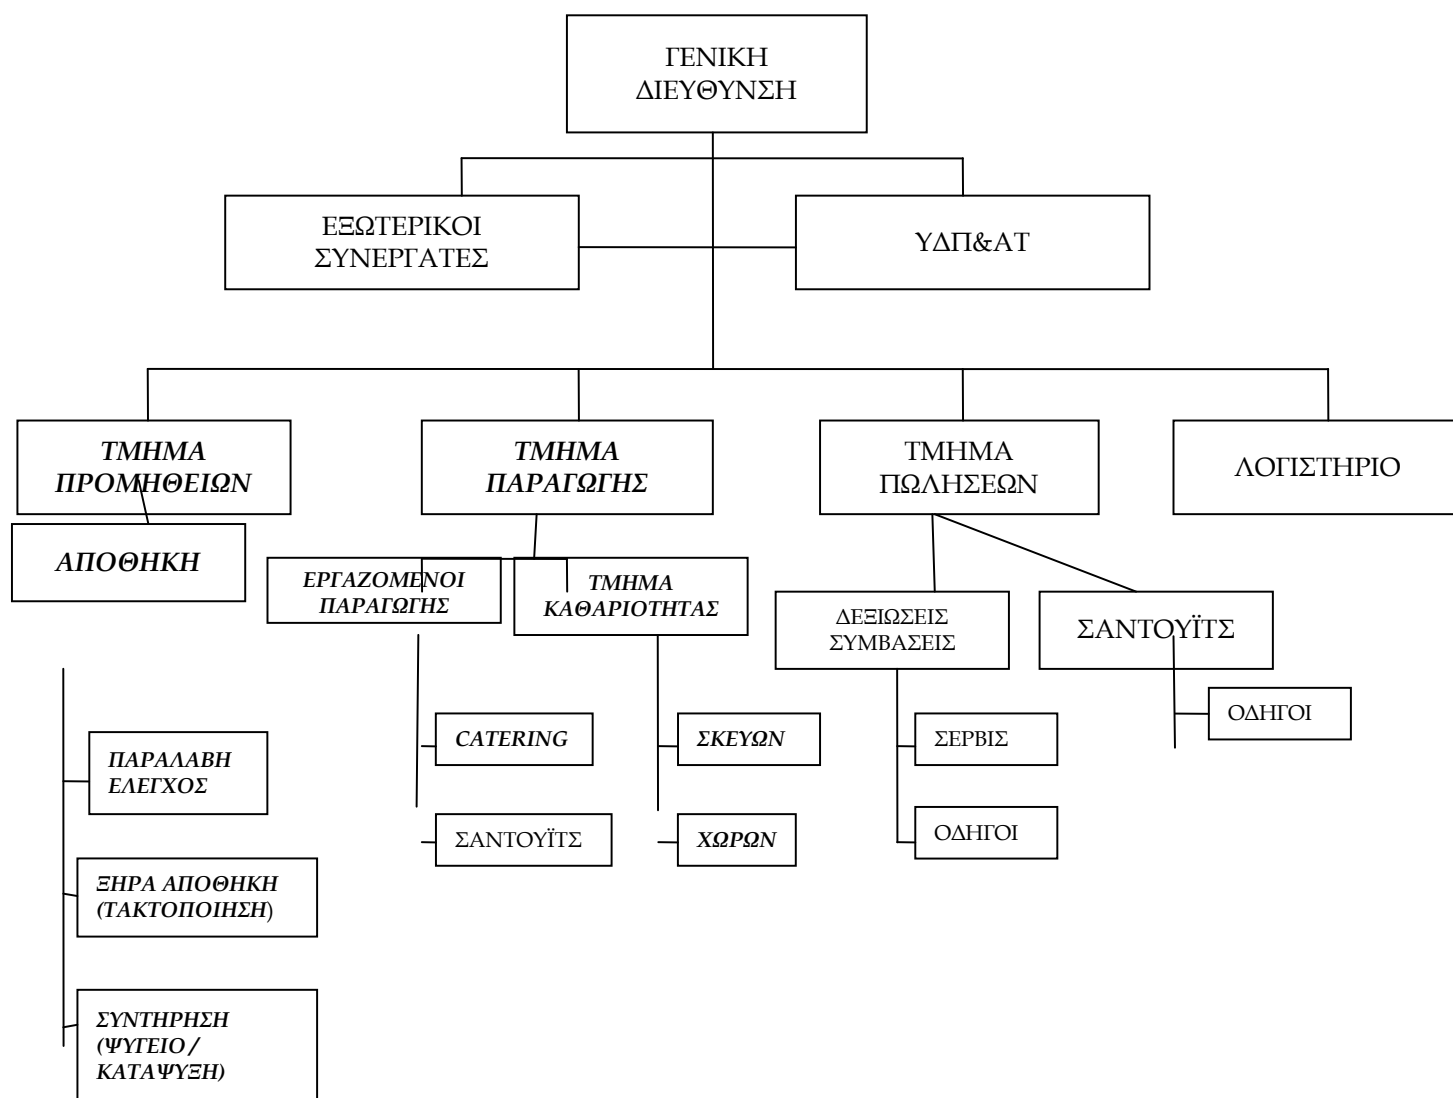 ΓΕΝΙΚΗ
ΔΙΕΥΘΥΝΣΗ
ΕΞΩΤΕΡΙΚΟΙ
ΣΥΝΕΡΓΑΤΕΣ
ΥΔΠ&ΑΤ
ΤΜΗΜΑ
ΠΡΟΜΗΘΕΙΩΝ
ΤΜΗΜΑ
ΠΑΡΑΓΩΓΗΣ
ΤΜΗΜΑ
ΠΩΛΗΣΕΩΝ
ΛΟΓΙΣΤΗΡΙΟ
ΑΠΟΘΗΚΗ
ΕΡΓΑΖΟΜΕΝΟΙ
ΠΑΡΑΓΩΓΗΣ
ΤΜΗΜΑ
ΚΑΘΑΡΙΟΤΗΤΑΣ
ΔΕΞΙΩΣΕΙΣ
ΣΥΜΒΑΣΕΙΣ
ΣΑΝΤΟΥΪΤΣ
ΟΔΗΓΟΙ
CATERING
ΣΚΕΥΩΝ
ΣΕΡΒΙΣ
ΠΑΡΑΛΑΒΗ
ΕΛΕΓΧΟΣ
ΣΑΝΤΟΥΪΤΣ
ΧΩΡΩΝ
ΟΔΗΓΟΙ
ΞΗΡΑ ΑΠΟΘΗΚΗ
(ΤΑΚΤΟΠΟΙΗΣΗ)
ΣΥΝΤΗΡΗΣΗ
(ΨΥΓΕΙΟ /
ΚΑΤΑΨΥΞΗ)